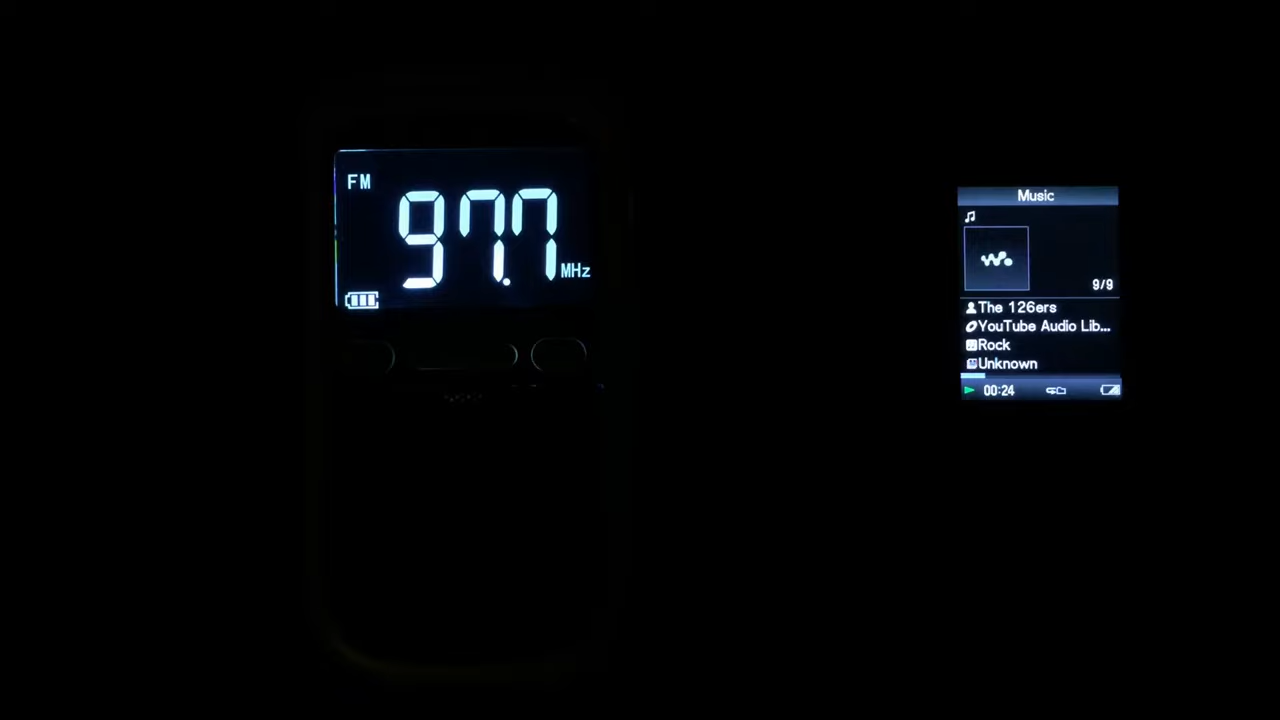 FM
97.7
MHz
Music
9/9
The 126ers
YouTube Audio Lib...
Rock
Unknown
00:24